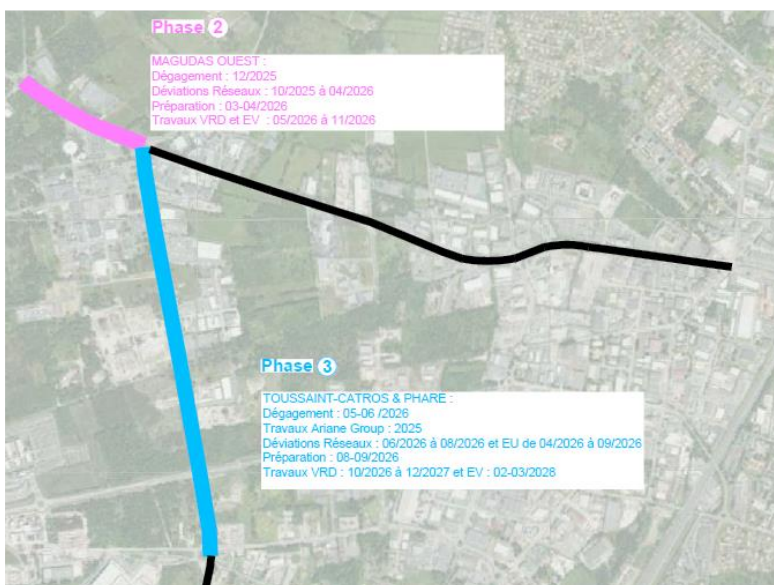 Phase 2
MAGUDAS OUEST :
Dégagement : 12/2025
Déviations Réseaux : 10/2025 à 04/2026
Préparation : 03-04/2026
Travaux VRD et EV : 05/2026 à 11/2026
Phase 3
TOUSSAINT-CATROS & PHARE :
Dégagement : 05-06 /2026
Travaux Ariane Group : 2025
Déviations Réseaux : 06/2026 à 08/2026 et EU de 04/2026 à 09/2026
Préparation : 08-09/2026
Travaux VRD : 10/2026 à 12/2027 et EV : 02-03/2028